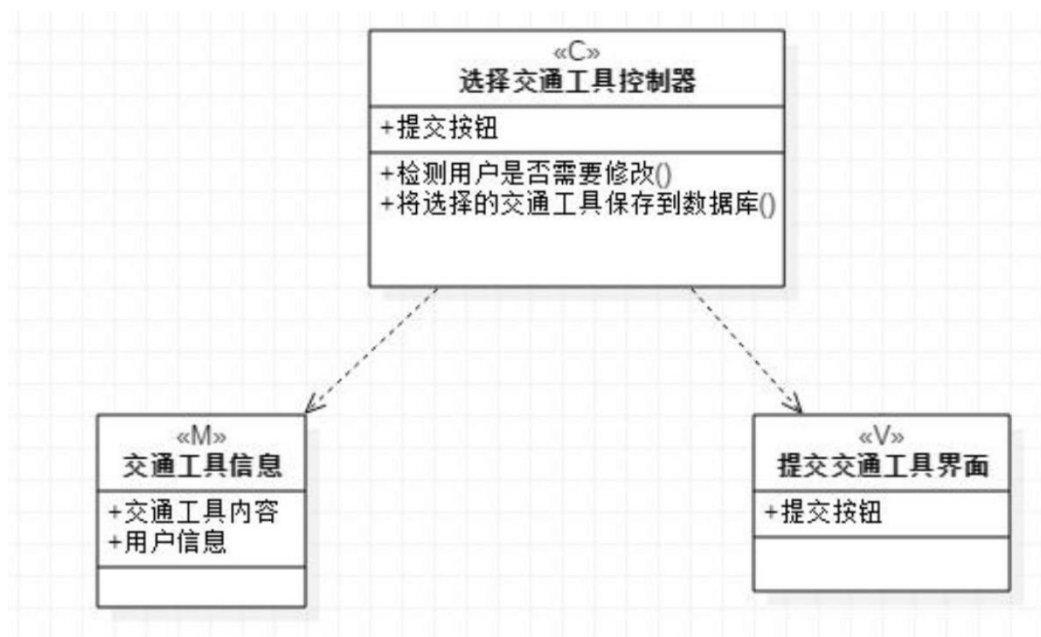 «C»
选择交通工具控制器
+提交按钮
+检测用户是否需要修改()
+将选择的交通工具保存到数据库()
«M»
交通工具信息
+交通工具内容
+用户信息
«V»
提交交通工具界面
+提交按钮